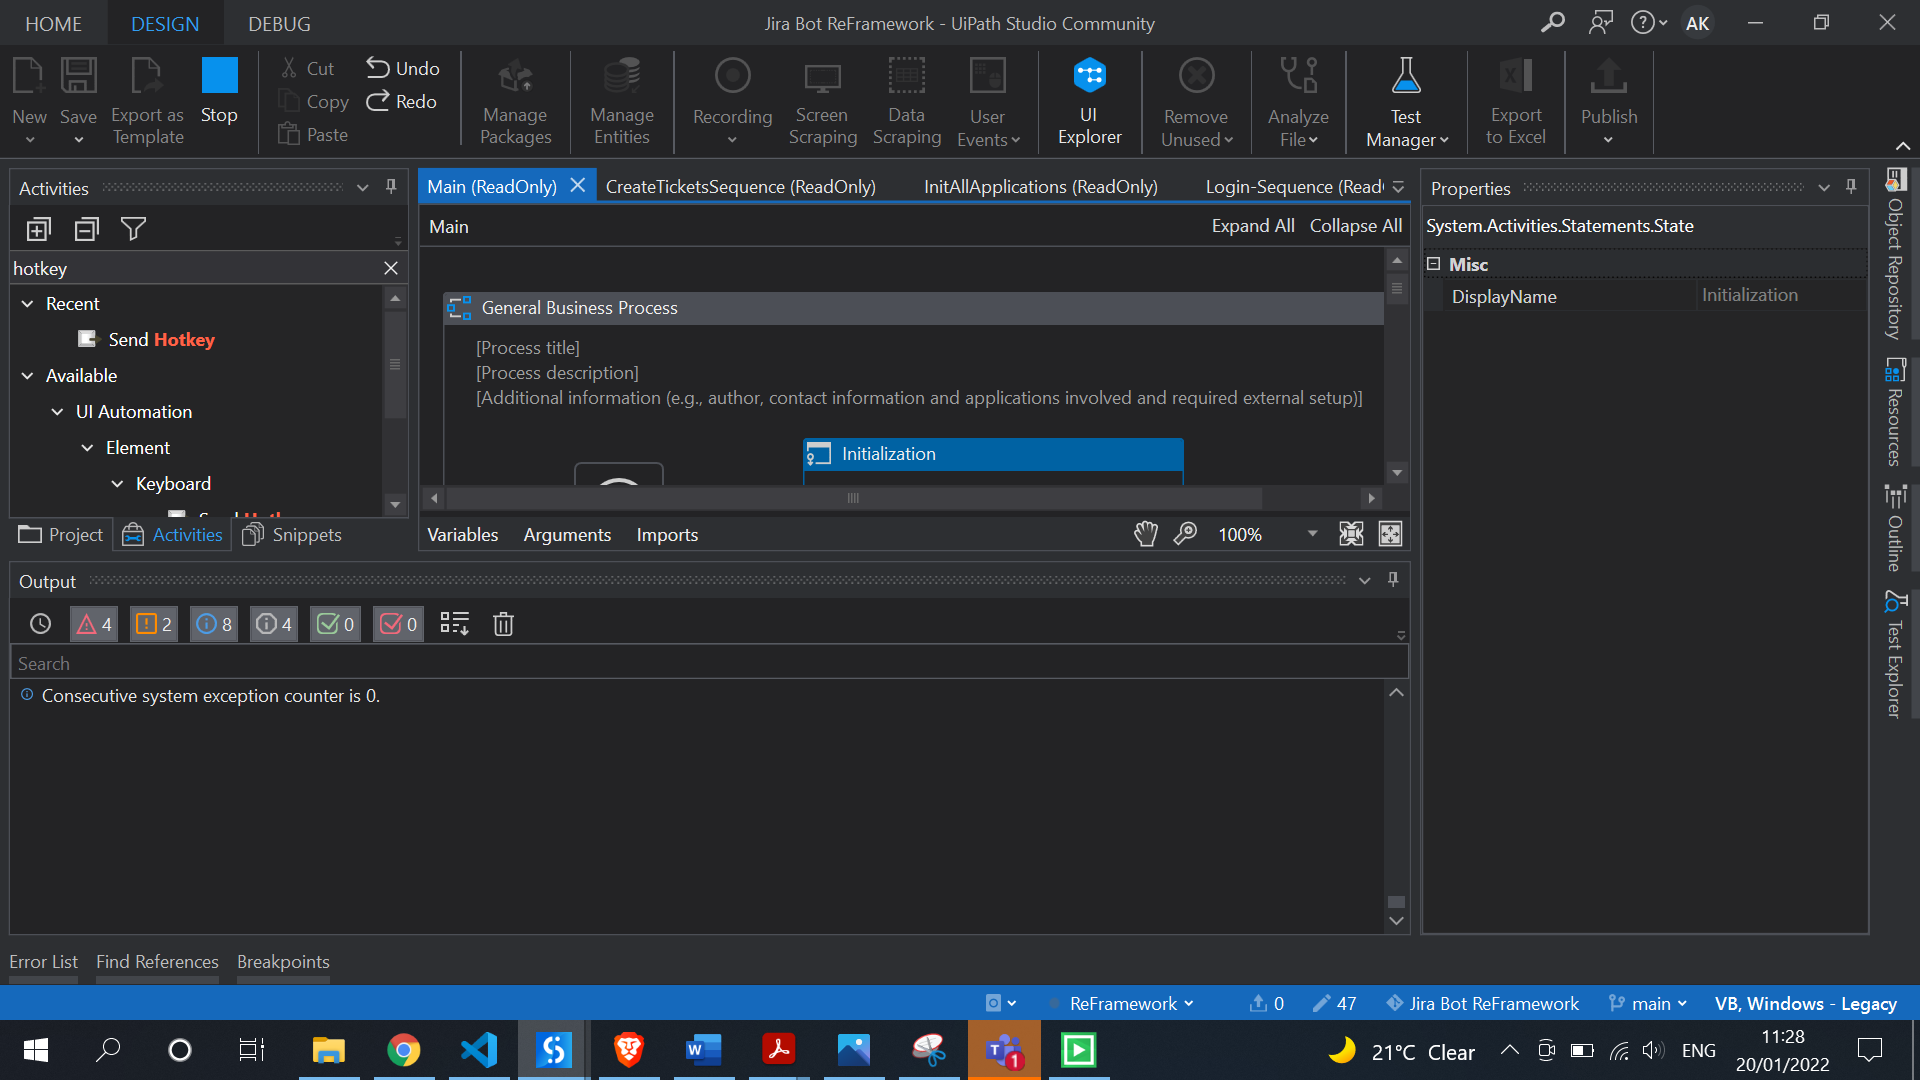 HOME DESIGN DEBUG Jira Bot ReFramework - UiPath Studio Community AK
New Save Export as Template Stop Cut Copy Paste Undo Redo Manage Packages Manage Entities Recording Screen Scraping Data Scraping User Events UI Explorer Remove Unused Analyze File Test Manager Export to Excel Publish
Activities
hotkey
Recent
Send Hotkey
Available
UI Automation
Element
Keyboard
Project Activities Snippets
Main (ReadOnly) CreateTicketsSequence (ReadOnly) InitAllApplications (ReadOnly) Login-Sequence (Read
Main Expand All Collapse All
General Business Process
[Process title]
[Process description]
[Additional information (e.g., author, contact information and applications involved and required external setup)]
Initialization
Variables Arguments Imports 100%
Properties
System.Activities.Statements.State
Misc
DisplayName Initialization
Object Repository
Resources
Outline
Test Explorer
Output
4 2 8 4 0 0
Search
Consecutive system exception counter is 0.
Error List Find References Breakpoints
ReFramework 0 47 Jira Bot ReFramework main VB, Windows - Legacy
1 21°C Clear ENG 11:28
20/01/2022